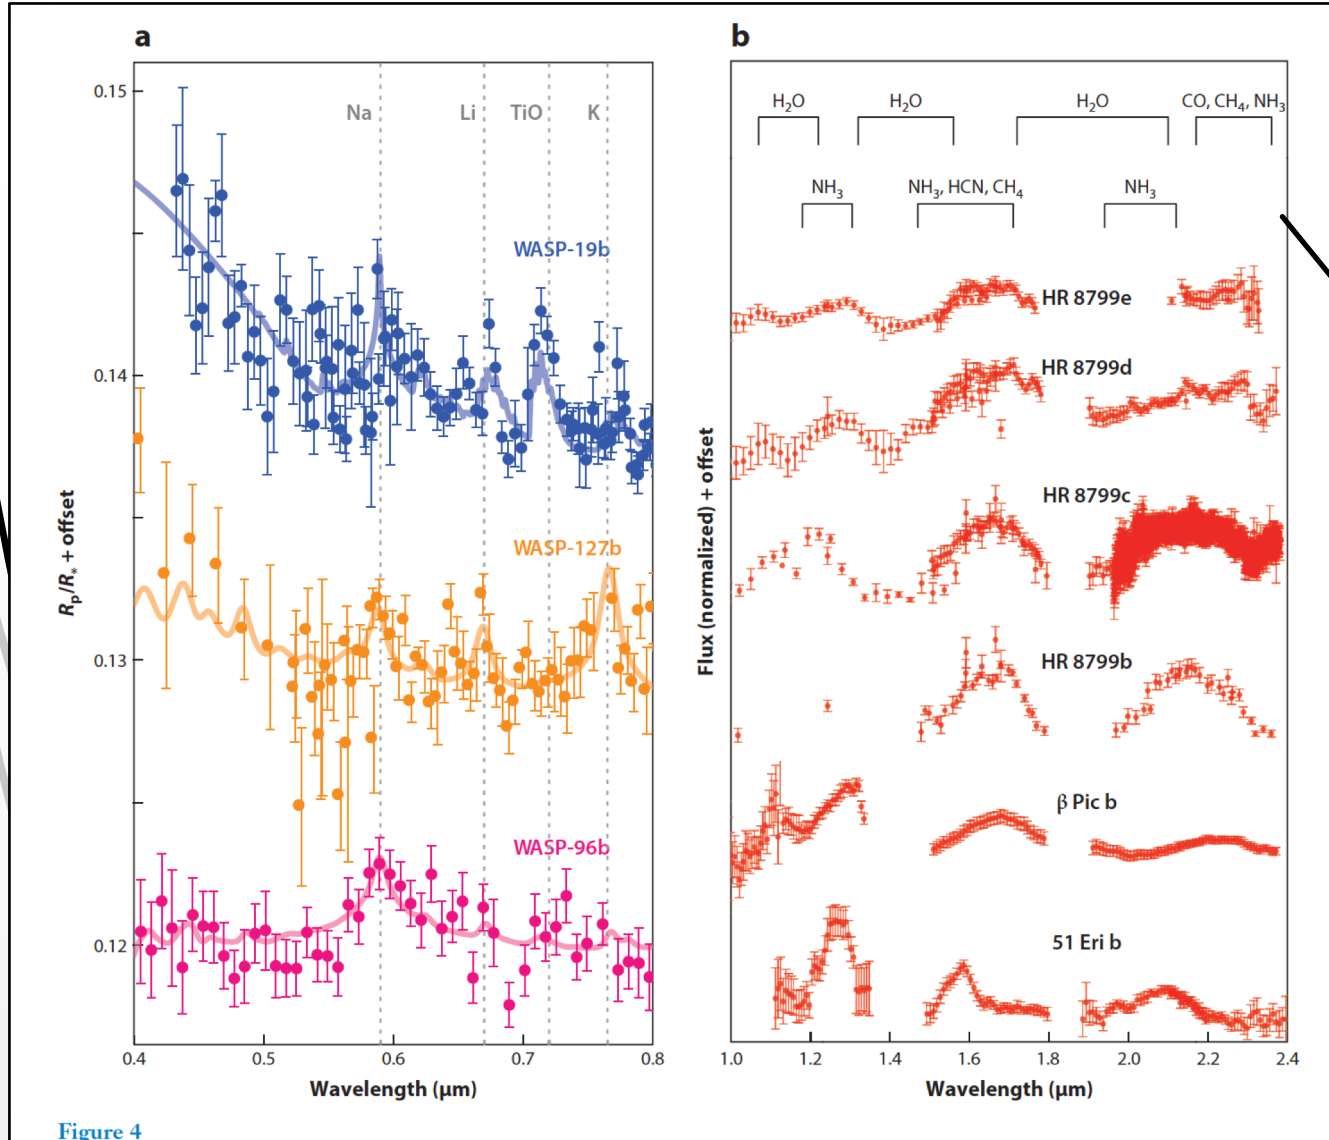 a
0.15
0.14
0.13
0.12
Rp/R* + offset
Na
Li
TiO
K
WASP-19b
WASP-127b
WASP-96b
0.4
0.5
0.6
0.7
0.8
Wavelength (μm)
b
H2O
H2O
H2O
CO, CH4, NH3
NH3
NH3, HCN, CH4
NH3
HR 8799e
HR 8799d
HR 8799c
HR 8799b
β Pic b
51 Eri b
Flux (normalized) + offset
1.0
1.2
1.4
1.6
1.8
2.0
2.2
2.4
Wavelength (μm)
Figure 4